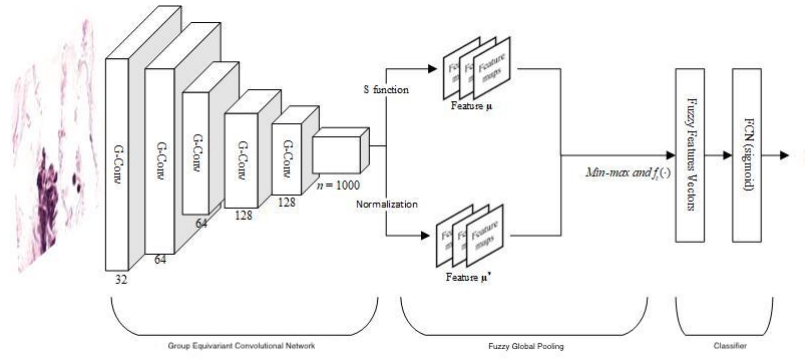 G-Conv
G-Conv
G-Conv
G-Conv
G-Conv
32
64
64
128
128
n = 1000
S function
Normalization
Feature maps
Feature μ
Feature maps
Feature μ'
Min-max and fᵢ(·)
Fuzzy Features Vectors
FCN (sigmoid)
Group Equivariant Convolutional Network
Fuzzy Global Pooling
Classifier